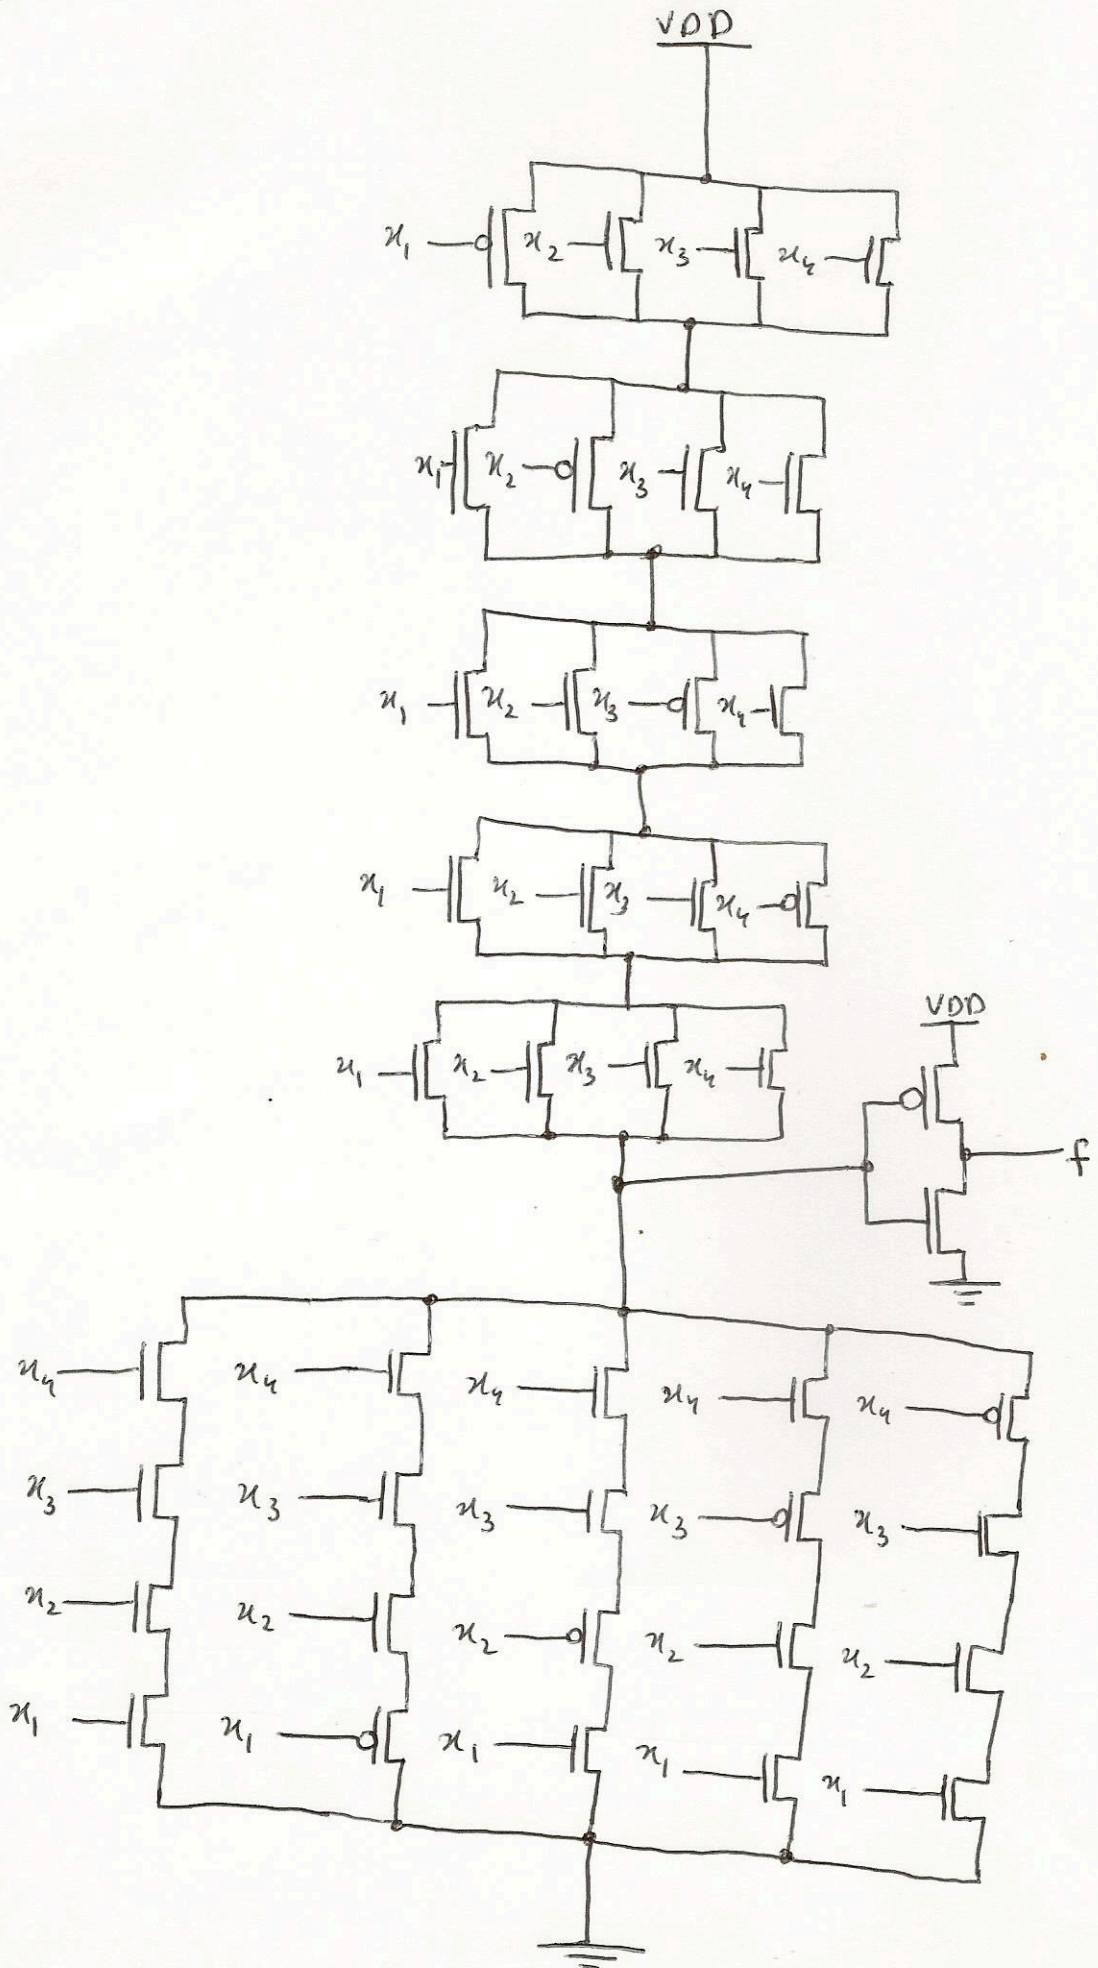 VDD
x₁ x₂ x₃ x₄
x₁ x₂ x₃ x₄
x₁ x₂ x₃ x₄
x₁ x₂ x₃ x₄
VDD
x₁ x₂ x₃ x₄
f
x₄ x₄ x₄ x₄ x₄
x₃ x₃ x₃ x₃ x₃
x₂ x₂ x₂ x₂ x₂
x₁ x₁ x₁ x₁ x₁